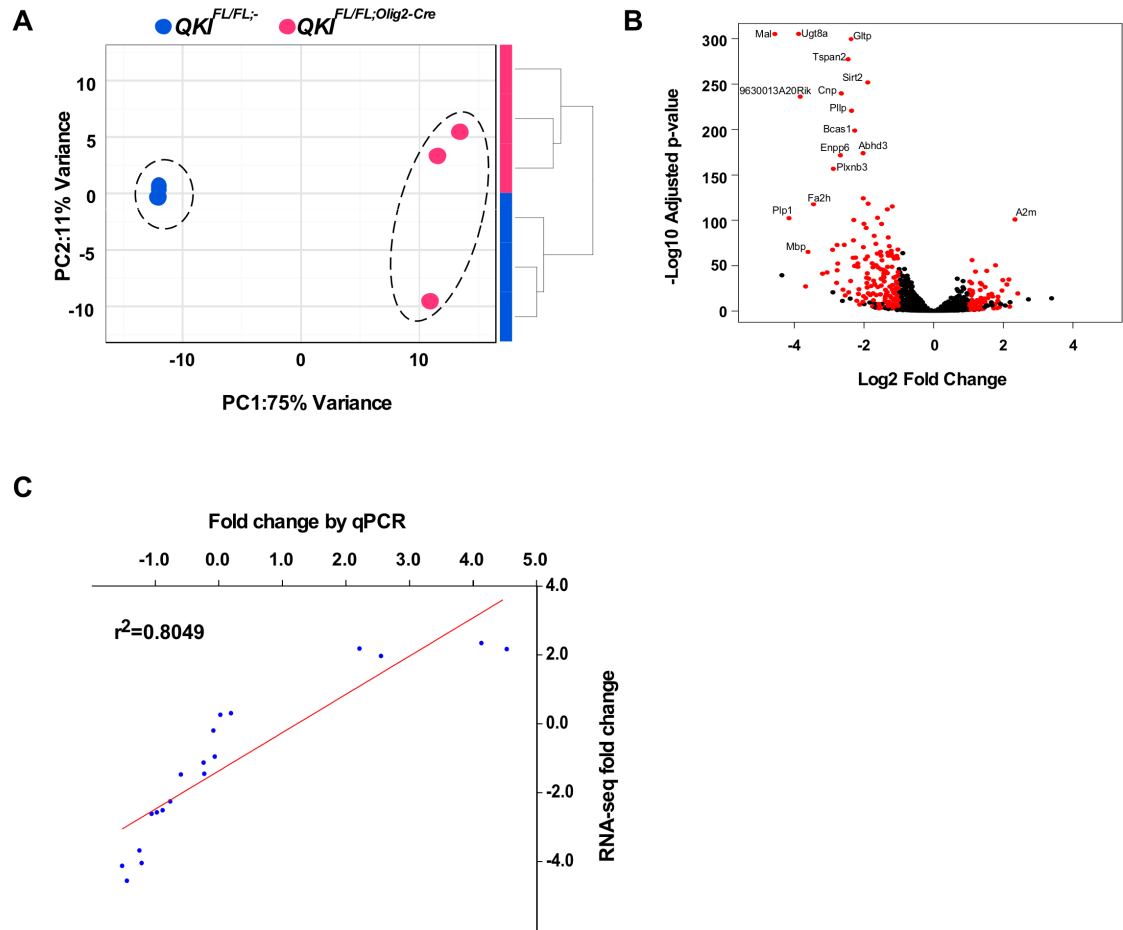 A
QKI^FL/FL;- QKI^FL/FL;Olig2-Cre
10
5
0
-5
-10
PC2:11% Variance
-10 0 10
PC1:75% Variance
B
300
250
200
150
100
50
0
-Log10 Adjusted p-value
Mal Ugt8a Gltp
Tspan2
Sirt2
9630013A20Rik Cnp
Pllp
Bcas1
Enpp6 Abhd3
Plxnb3
Fa2h
Plp1 A2m
Mbp
-4 -2 0 2 4
Log2 Fold Change
C
Fold change by qPCR
-1.0 0.0 1.0 2.0 3.0 4.0 5.0
4.0
r²=0.8049
2.0
0.0
-2.0
-4.0
RNA-seq fold change